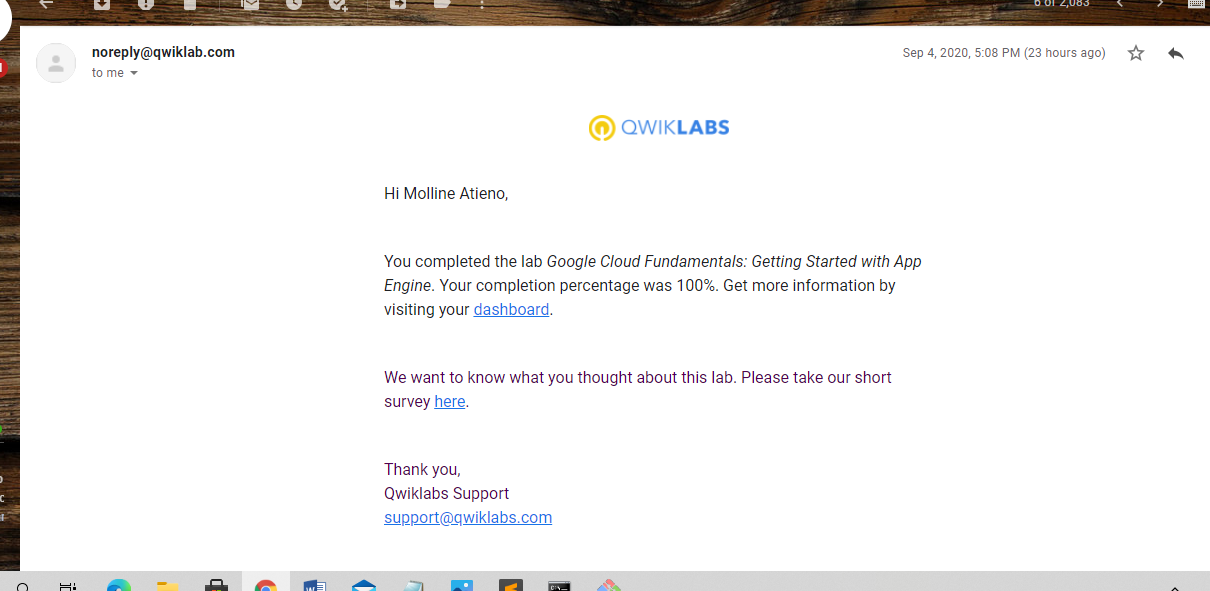 6 of 2,083
noreply@qwiklab.com
Sep 4, 2020, 5:08 PM (23 hours ago)
to me
QWIKLABS
Hi Molline Atieno,
You completed the lab Google Cloud Fundamentals: Getting Started with App
Engine. Your completion percentage was 100%. Get more information by
visiting your dashboard.
We want to know what you thought about this lab. Please take our short
survey here.
Thank you,
Qwiklabs Support
support@qwiklabs.com